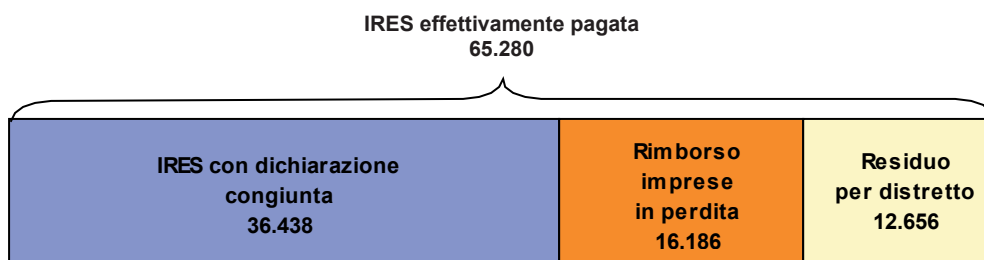 IRES effettivamente pagata
65.280
IRES con dichiarazione
congiunta
36.438
Rimborso
imprese
in perdita
16.186
Residuo
per distretto
12.656